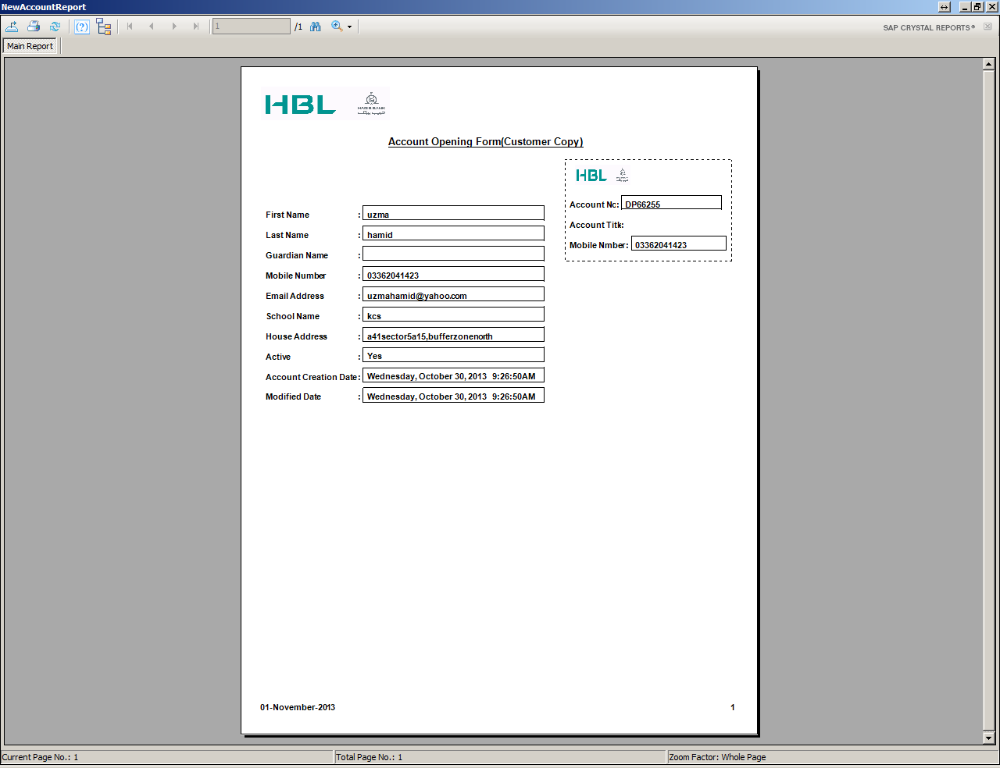 NewAccountReport
1 /1
SAP CRYSTAL REPORTS®
Main Report
HBL
HABIB BANK
Account Opening Form(Customer Copy)
HBL
Account No: DP66255
Account Title:
Mobile Nmber: 03362041423
First Name : uzma
Last Name : hamid
Guardian Name :
Mobile Number : 03362041423
Email Address : uzmahamid@yahoo.com
School Name : kcs
House Address : a41sector5a15,bufferzonenorth
Active : Yes
Account Creation Date: Wednesday, October 30, 2013 9:26:50AM
Modified Date : Wednesday, October 30, 2013 9:26:50AM
01-November-2013 1
Current Page No.: 1 Total Page No.: 1 Zoom Factor: Whole Page